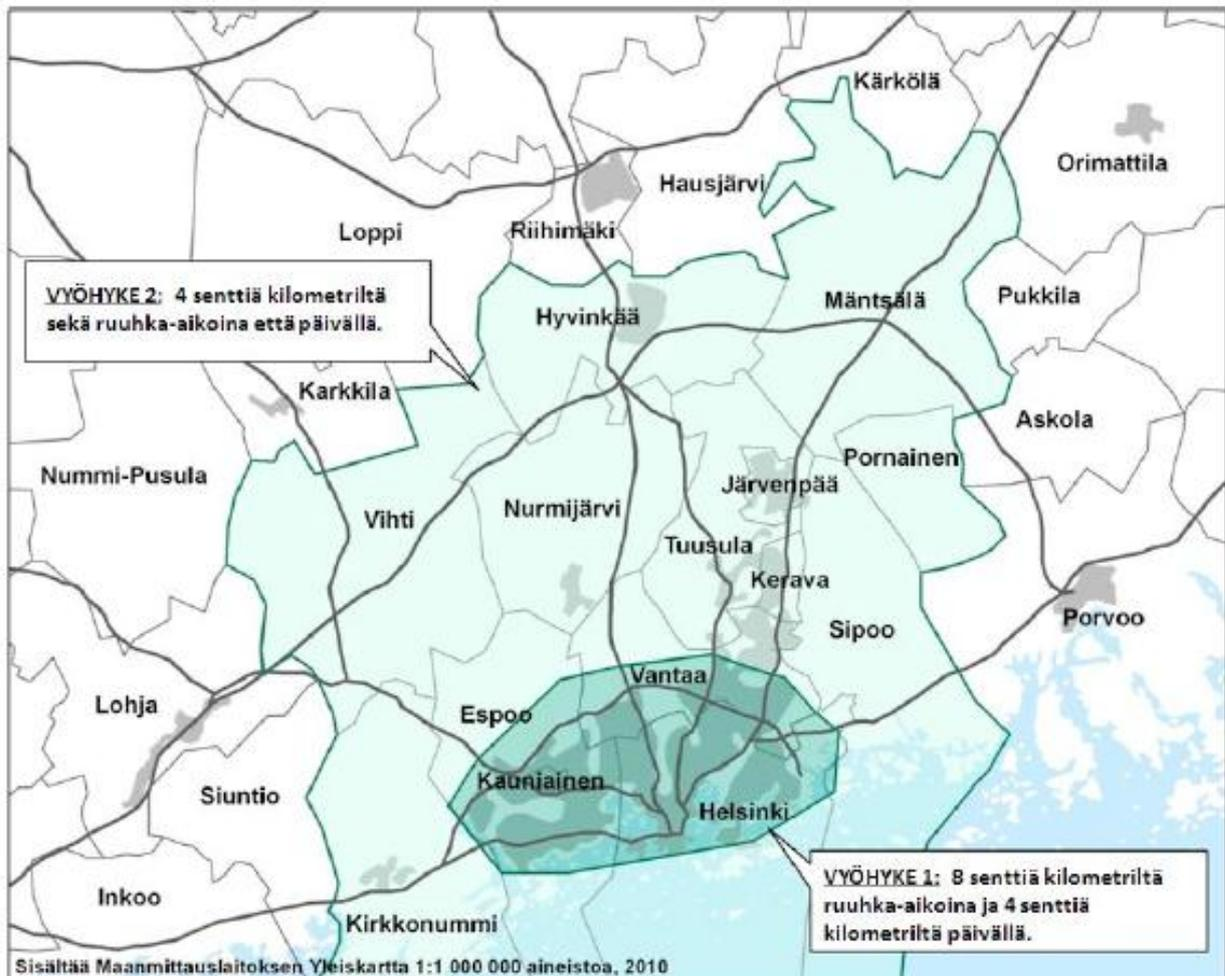 Kärkölä
Orimattila
Hausjärvi
Loppi
Riihimäki
VYÖHYKE 2: 4 senttiä kilometriltä
sekä ruuhka-aikoina että päivällä.
Hyvinkää
Mäntsälä
Pukkila
Karkkila
Askola
Nummi-Pusula
Pornainen
Järvenpää
Vihti
Nurmijärvi
Tuusula
Kerava
Porvoo
Sipoo
Vantaa
Lohja
Espoo
Kauniainen
Siuntio
Helsinki
VYÖHYKE 1: 8 senttiä kilometriltä
ruuhka-aikoina ja 4 senttiä
kilometriltä päivällä.
Inkoo
Kirkkonummi
Sisältää Maanmittauslaitoksen Yleiskartta 1:1 000 000 aineistoa, 2010